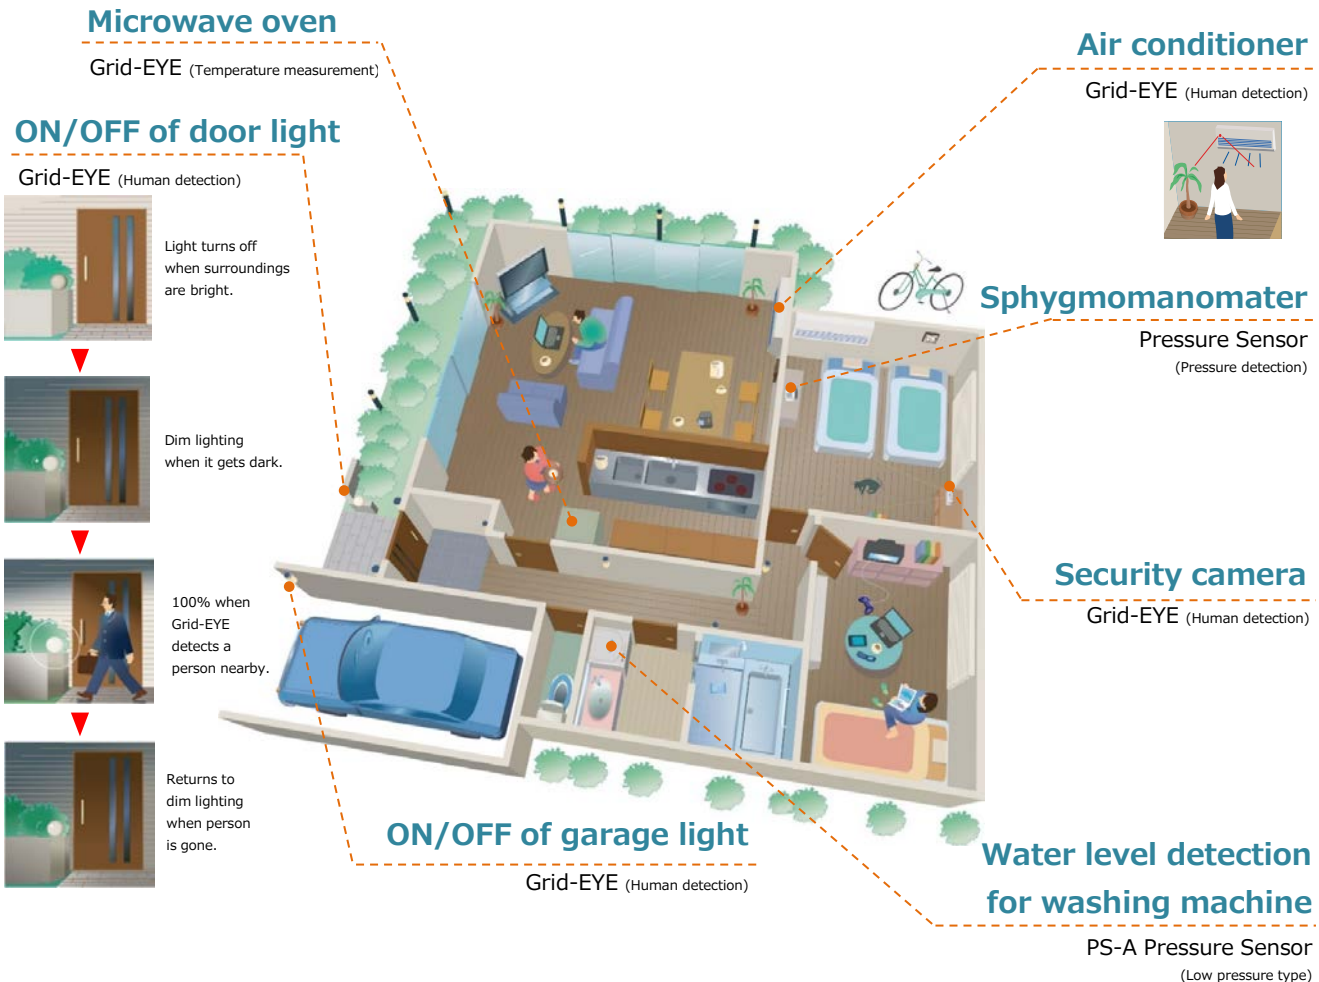 Microwave oven
Grid-EYE (Temperature measurement)
ON/OFF of door light
Grid-EYE (Human detection)
Light turns off
when surroundings
are bright.
Dim lighting
when it gets dark.
100% when
Grid-EYE
detects a
person nearby.
Returns to
dim lighting
when person
is gone.
Air conditioner
Grid-EYE (Human detection)
Sphygmomanomater
Pressure Sensor
(Pressure detection)
Security camera
Grid-EYE (Human detection)
ON/OFF of garage light
Grid-EYE (Human detection)
Water level detection
for washing machine
PS-A Pressure Sensor
(Low pressure type)